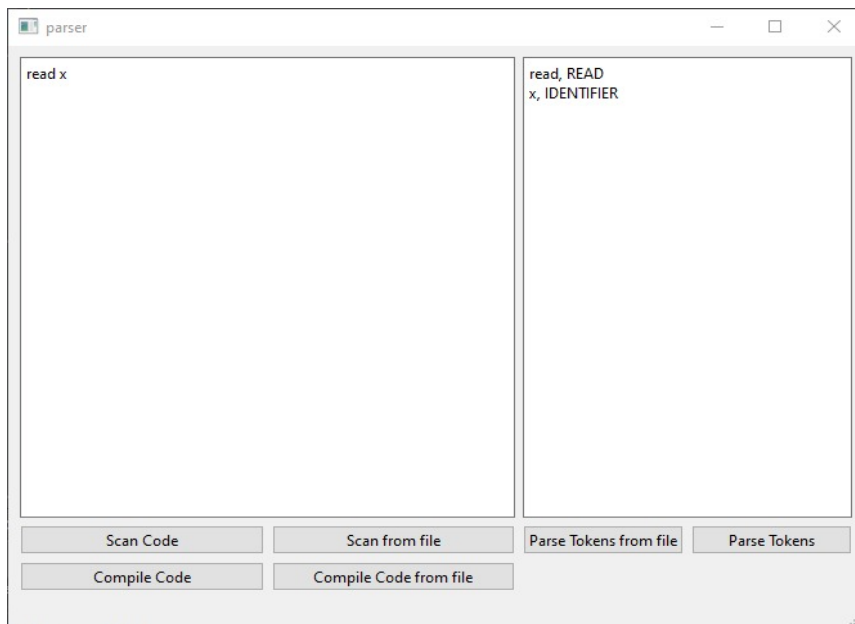 parser
read x
read, READ
x, IDENTIFIER
Scan Code
Scan from file
Parse Tokens from file
Parse Tokens
Compile Code
Compile Code from file